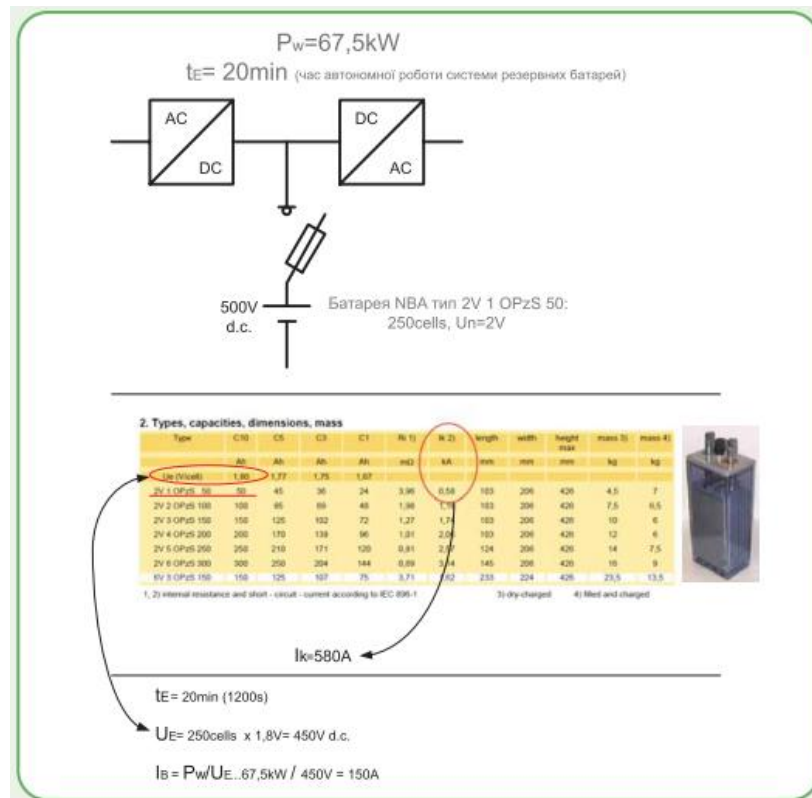 Pw=67,5kW
tE= 20min (час автономної роботи системи резервних батарей)
AC
DC
DC
AC
500V
d.c.
Батарея NBA тип 2V 1 OPzS 50:
250cells, Un=2V
2. Types, capacities, dimensions, mass
Type C10 C5 C3 C1 Ri 1) Ik 2) length width height max mass 3) mass 4)
Ah Ah Ah Ah mΩ kA mm mm mm kg kg
Ue (V/cell) 1,80 1,77 1,75 1,67
2V 1 OPzS 50 50 45 36 24 3,96 0,58 103 206 426 4,5 7
2V 2 OPzS 100 100 85 69 48 1,98 103 206 426 7,5 6,5
2V 3 OPzS 150 150 125 102 72 1,27 1,74 103 206 426 10 6
2V 4 OPzS 200 200 170 139 96 1,01 103 206 426 12 6
2V 5 OPzS 250 250 210 171 120 0,81 124 206 426 14 7,5
2V 6 OPzS 300 300 250 204 144 0,69 145 206 426 16 9
6V 3 OPzS 150 150 125 107 75 3,71 233 224 426 23,5 13,5
1, 2) internal resistance and short - circuit - current according to IEC 896-1 3) dry-charged 4) filled and charged
Ik=580A
tE= 20min (1200s)
UE= 250cells x 1,8V= 450V d.c.
IB = Pw/UE...67,5kW / 450V = 150A